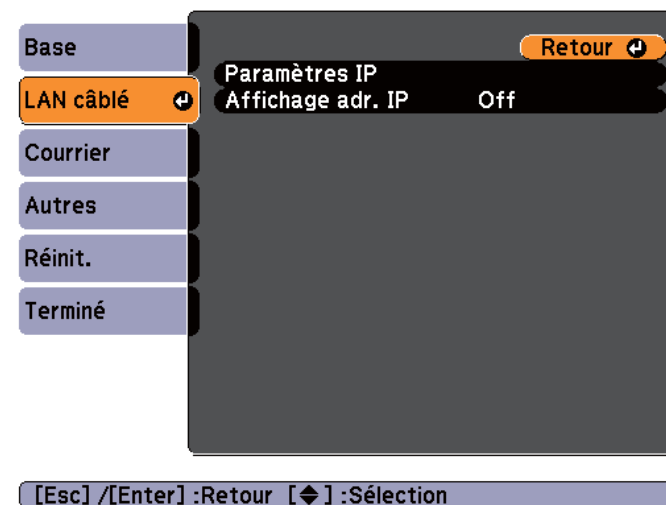 Base
LAN câblé
Courrier
Autres
Réinit.
Terminé
Retour
Paramètres IP
Affichage adr. IP Off
[Esc] /[Enter] :Retour [◆] :Sélection